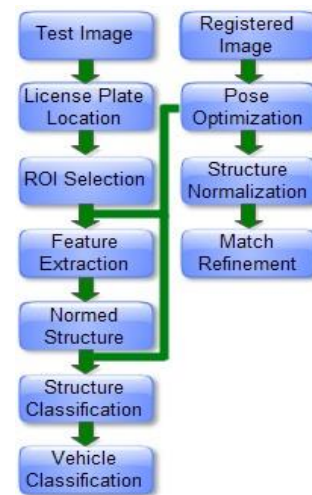 Test Image
License Plate
Location
ROI Selection
Feature
Extraction
Normed
Structure
Structure
Classification
Vehicle
Classification
Registered
Image
Pose
Optimization
Structure
Normalization
Match
Refinement